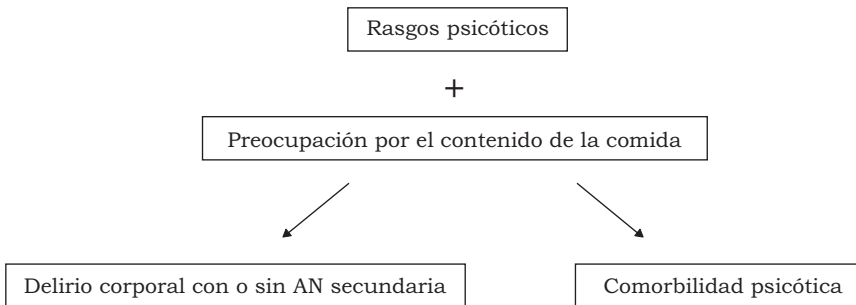 Rasgos psicóticos
+
Preocupación por el contenido de la comida
Delirio corporal con o sin AN secundaria
Comorbilidad psicótica